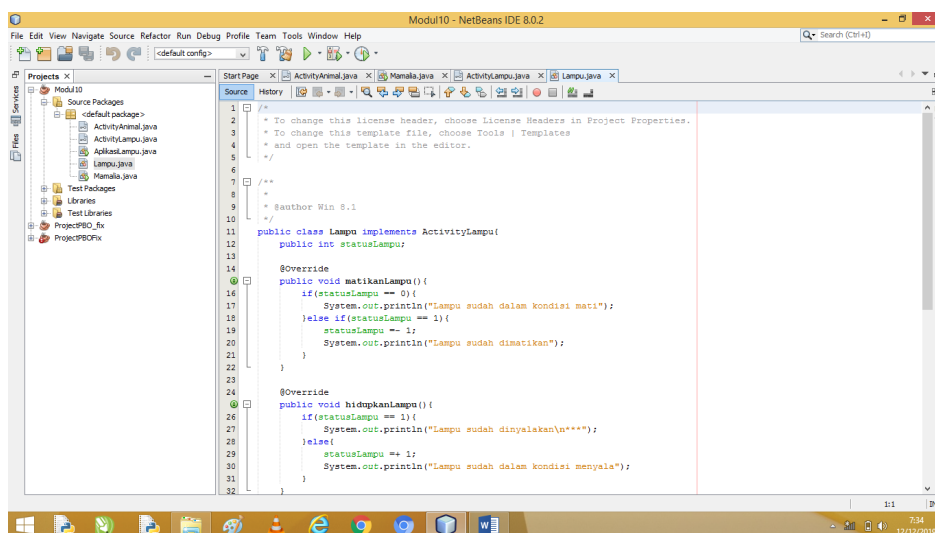 Modul10 - NetBeans IDE 8.0.2
File Edit View Navigate Source Refactor Run Debug Profile Team Tools Window Help
Search (Ctrl+I)
<default config>
Projects
Start Page
ActivityAnimal.java
Mamalia.java
ActivityLampu.java
Lampu.java
Services
Files
Modul10
Source Packages
<default package>
ActivityAnimal.java
ActivityLampu.java
AplikasiLampu.java
Lampu.java
Mamalia.java
Test Packages
Libraries
Test Libraries
ProjectPBO_fix
ProjectPBOFix
Source History
1 /*
2 * To change this license header, choose License Headers in Project Properties.
3 * To change this template file, choose Tools | Templates
4 * and open the template in the editor.
5 */
6
7 /**
8 *
9 * @author Win 8.1
10 */
11 public class Lampu implements ActivityLampu{
12 public int statusLampu;
13
14 @Override
public void matikanLampu(){
16 if(statusLampu == 0){
17 System.out.println("Lampu sudah dalam kondisi mati");
18 }else if(statusLampu == 1){
19 statusLampu =- 1;
20 System.out.println("Lampu sudah dimatikan");
21 }
22 }
23
24 @Override
public void hidupkanLampu(){
26 if(statusLampu == 1){
27 System.out.println("Lampu sudah dinyalakan\n***");
28 }else{
29 statusLampu =+ 1;
30 System.out.println("Lampu sudah dalam kondisi menyala");
31 }
32 }
1:1
7:34